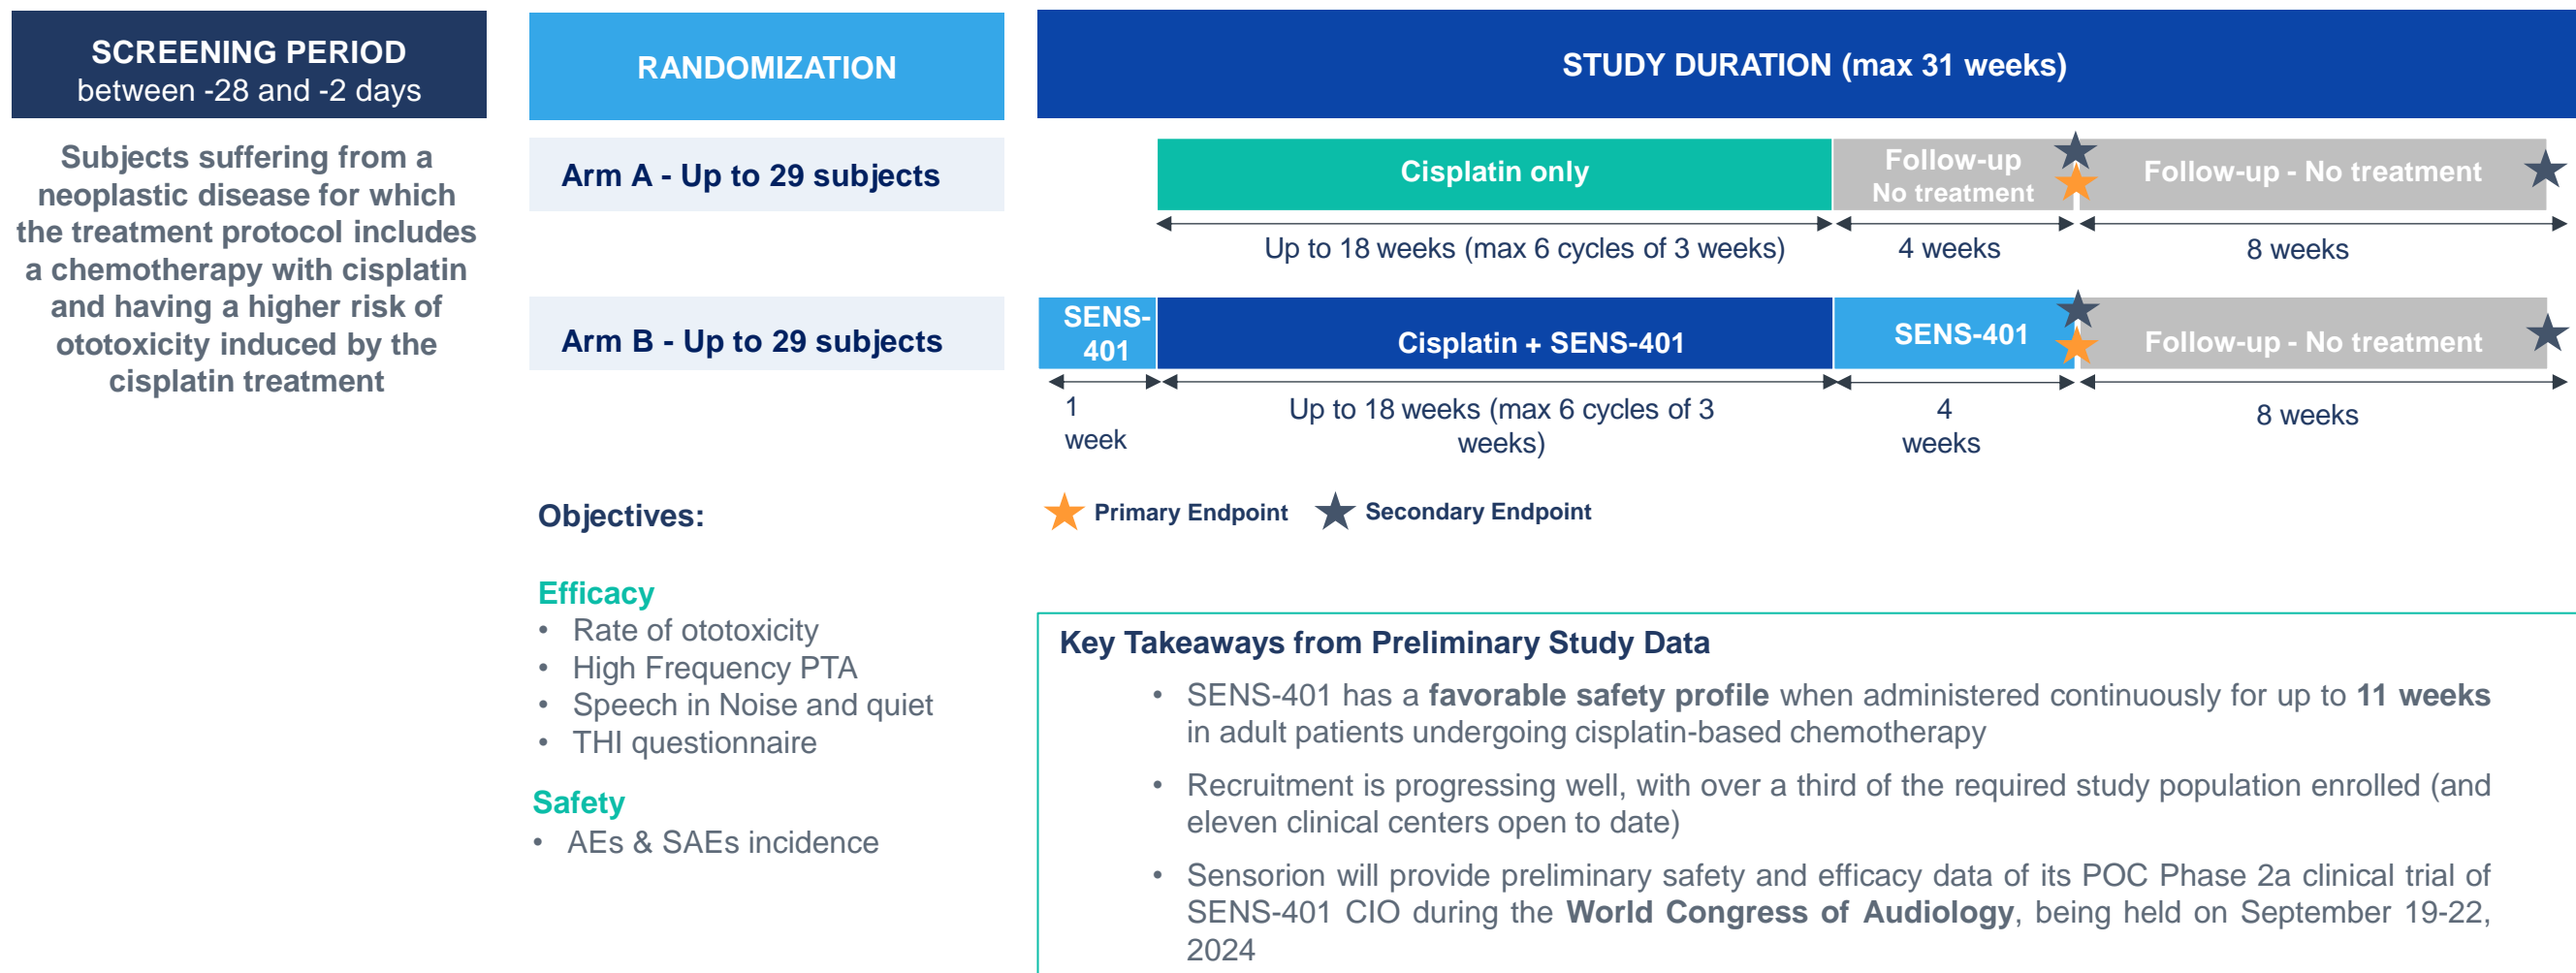 SCREENING PERIOD
between -28 and -2 days
Subjects suffering from a
neoplastic disease for which
the treatment protocol includes
a chemotherapy with cisplatin
and having a higher risk of
ototoxicity induced by the
cisplatin treatment
RANDOMIZATION
Arm A - Up to 29 subjects
Arm B - Up to 29 subjects
STUDY DURATION (max 31 weeks)
Cisplatin only
Follow-up
No treatment
Follow-up - No treatment
Up to 18 weeks (max 6 cycles of 3 weeks)
4 weeks
8 weeks
SENS-
401
Cisplatin + SENS-401
SENS-401
Follow-up - No treatment
1
week
Up to 18 weeks (max 6 cycles of 3
weeks)
4
weeks
8 weeks
Primary Endpoint
Secondary Endpoint
Objectives:
Efficacy
• Rate of ototoxicity
• High Frequency PTA
• Speech in Noise and quiet
• THI questionnaire
Safety
• AEs & SAEs incidence
Key Takeaways from Preliminary Study Data
• SENS-401 has a favorable safety profile when administered continuously for up to 11 weeks
in adult patients undergoing cisplatin-based chemotherapy
• Recruitment is progressing well, with over a third of the required study population enrolled (and
eleven clinical centers open to date)
• Sensorion will provide preliminary safety and efficacy data of its POC Phase 2a clinical trial of
SENS-401 CIO during the World Congress of Audiology, being held on September 19-22,
2024